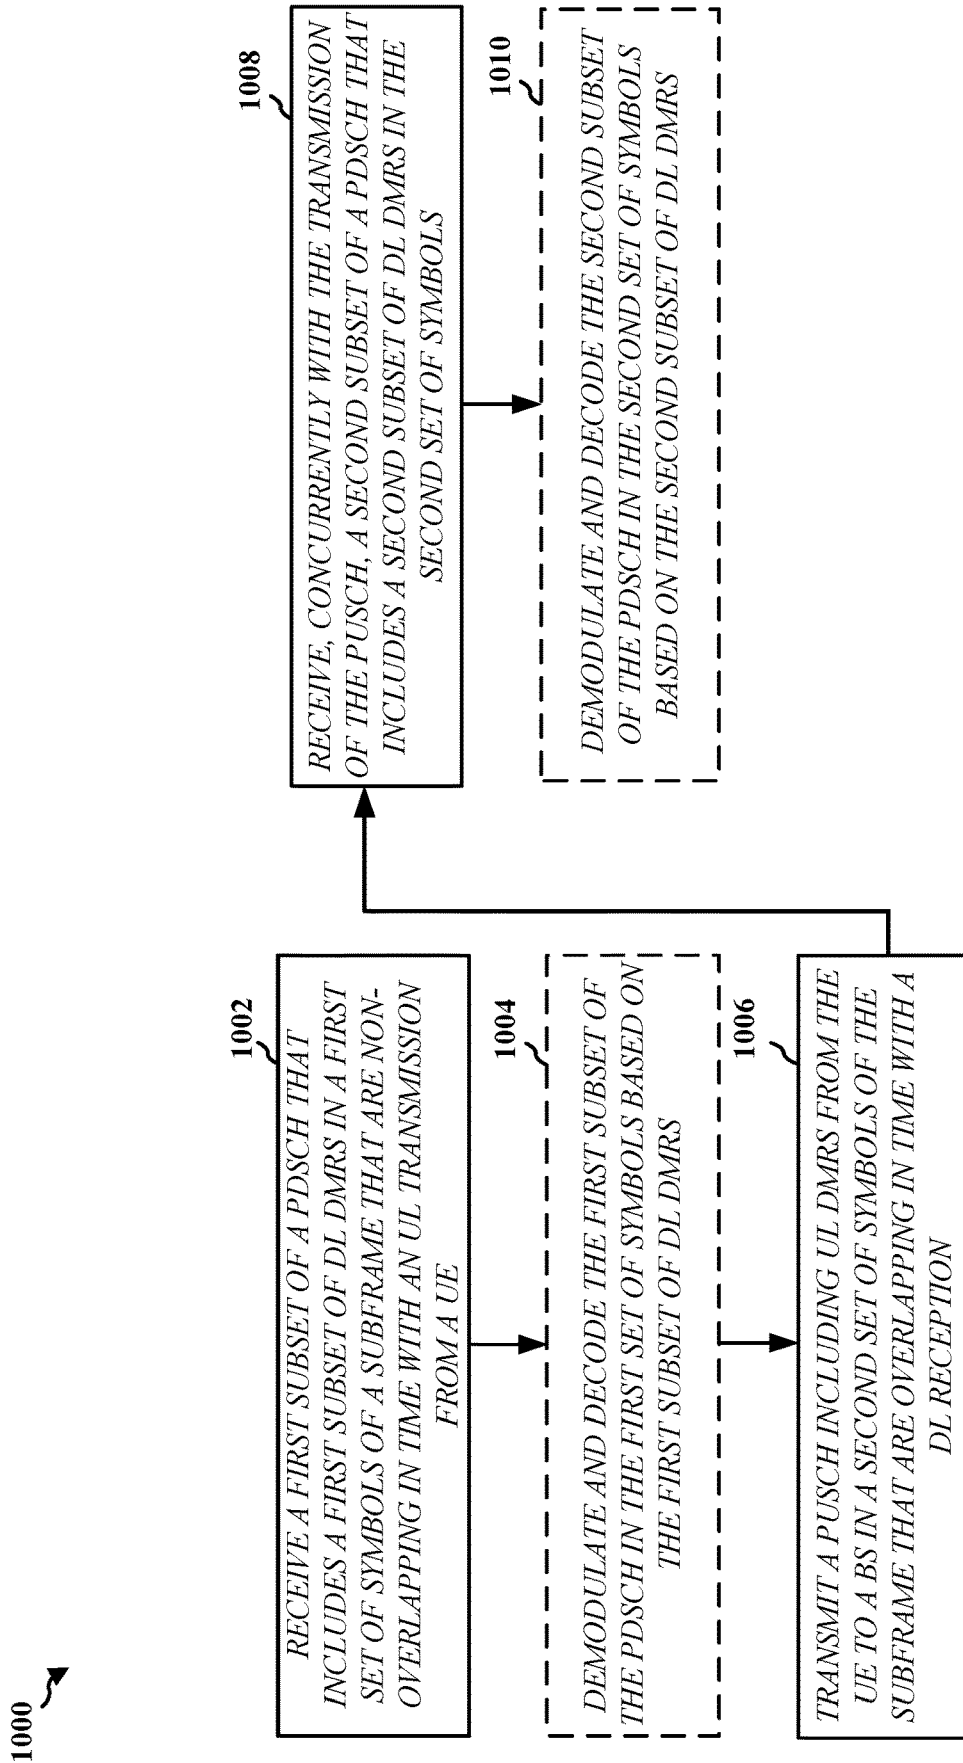 1000
1002
RECEIVE A FIRST SUBSET OF A PDSCH THAT
INCLUDES A FIRST SUBSET OF DL DMRS IN A FIRST
SET OF SYMBOLS OF A SUBFRAME THAT ARE NON-
OVERLAPPING IN TIME WITH AN UL TRANSMISSION
FROM A UE
1004
DEMODULATE AND DECODE THE FIRST SUBSET OF
THE PDSCH IN THE FIRST SET OF SYMBOLS BASED ON
THE FIRST SUBSET OF DL DMRS
1006
TRANSMIT A PUSCH INCLUDING UL DMRS FROM THE
UE TO A BS IN A SECOND SET OF SYMBOLS OF THE
SUBFRAME THAT ARE OVERLAPPING IN TIME WITH A
DL RECEPTION
1008
RECEIVE, CONCURRENTLY WITH THE TRANSMISSION
OF THE PUSCH, A SECOND SUBSET OF A PDSCH THAT
INCLUDES A SECOND SUBSET OF DL DMRS IN THE
SECOND SET OF SYMBOLS
1010
DEMODULATE AND DECODE THE SECOND SUBSET
OF THE PDSCH IN THE SECOND SET OF SYMBOLS
BASED ON THE SECOND SUBSET OF DL DMRS